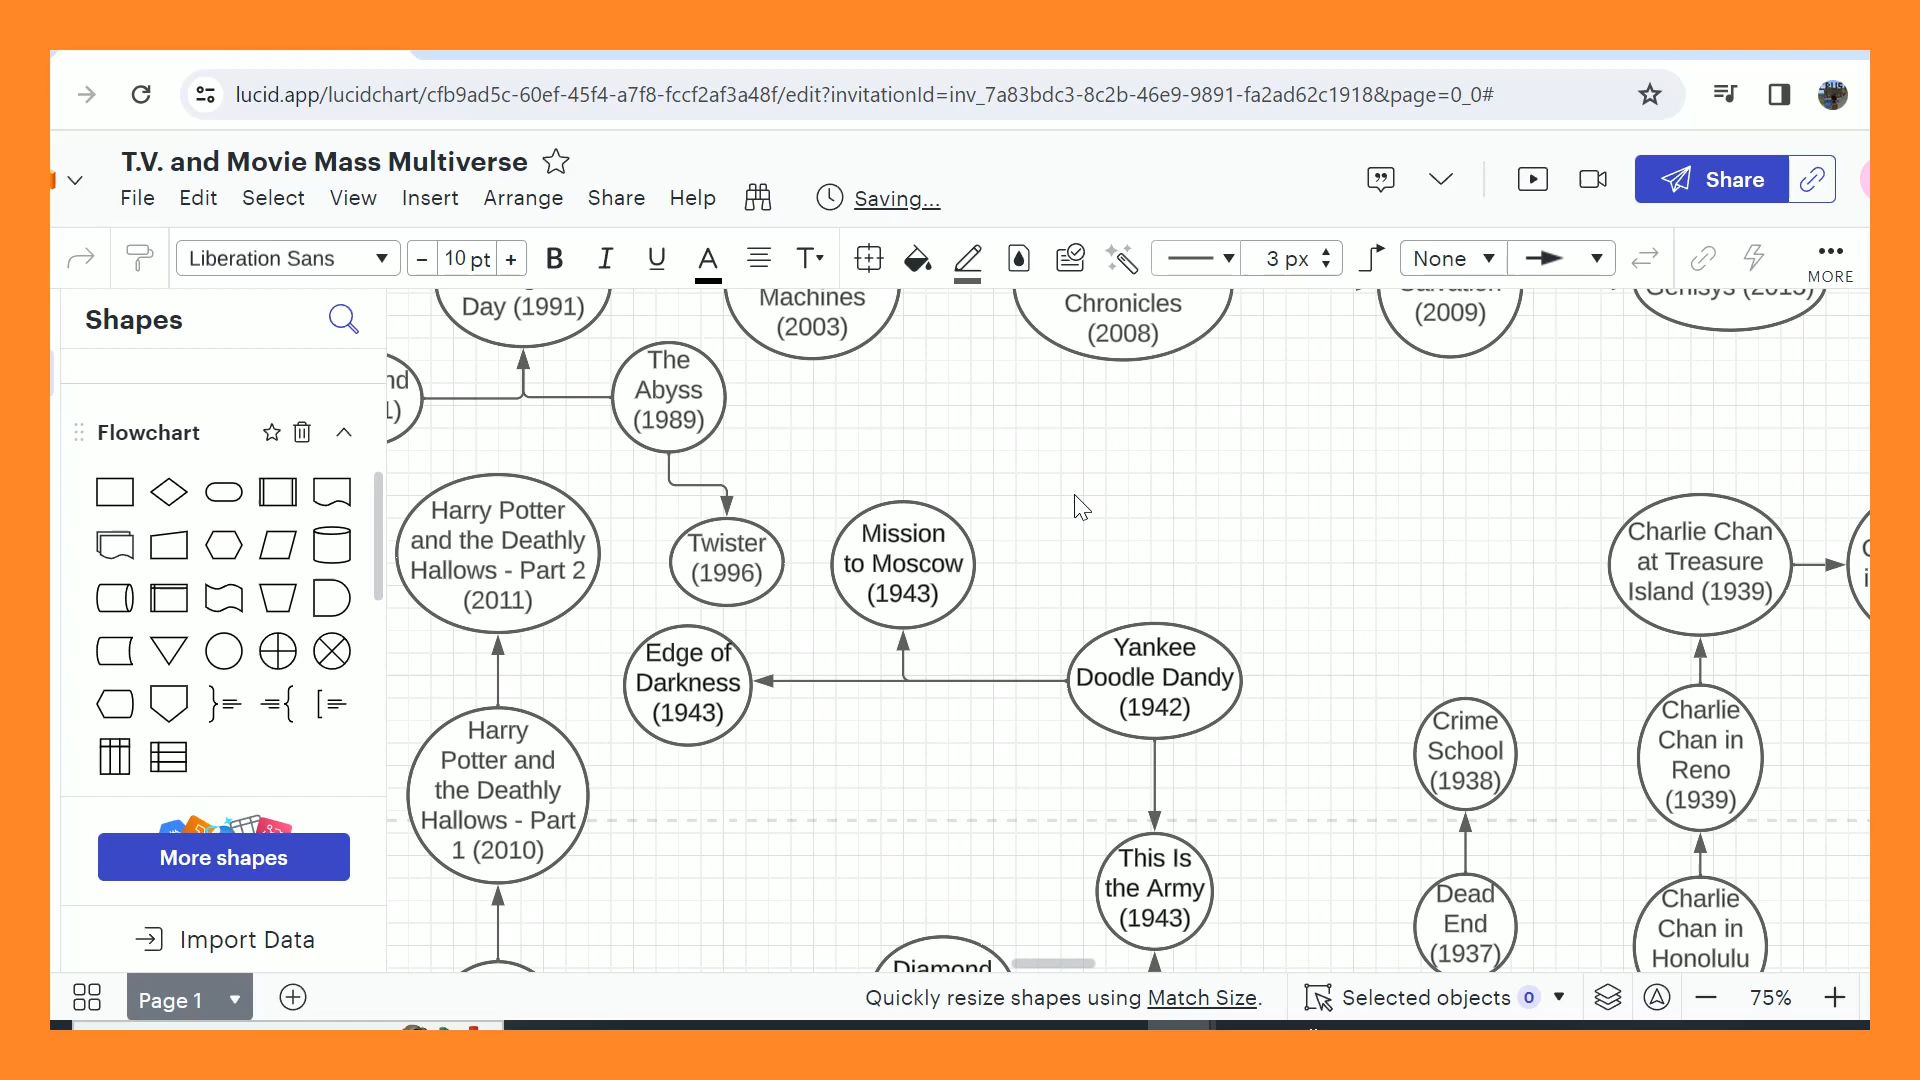 lucid.app/lucidchart/cfb9ad5c-60ef-45f4-a7f8-fccf2af3a48f/edit?invitationId=inv_7a83bdc3-8c2b-46e9-9891-fa2ad62c1918&page=0_0#
T.V. and Movie Mass Multiverse
File Edit Select View Insert Arrange Share Help Saving...
Share
Liberation Sans
10 pt
3 px
None
MORE
Shapes
Flowchart
More shapes
Import Data
Day (1991)
Machines
(2003)
Chronicles
(2008)
(2009)
The
Abyss
(1989)
Harry Potter
and the Deathly
Hallows - Part 2
(2011)
Twister
(1996)
Mission
to Moscow
(1943)
Edge of
Darkness
(1943)
Yankee
Doodle Dandy
(1942)
Charlie Chan
at Treasure
Island (1939)
Harry
Potter and
the Deathly
Hallows - Part
1 (2010)
This Is
the Army
(1943)
Crime
School
(1938)
Charlie
Chan in
Reno
(1939)
Dead
End
(1937)
Charlie
Chan in
Honolulu
Diamond
Page 1
Quickly resize shapes using Match Size.
Selected objects 0
75%